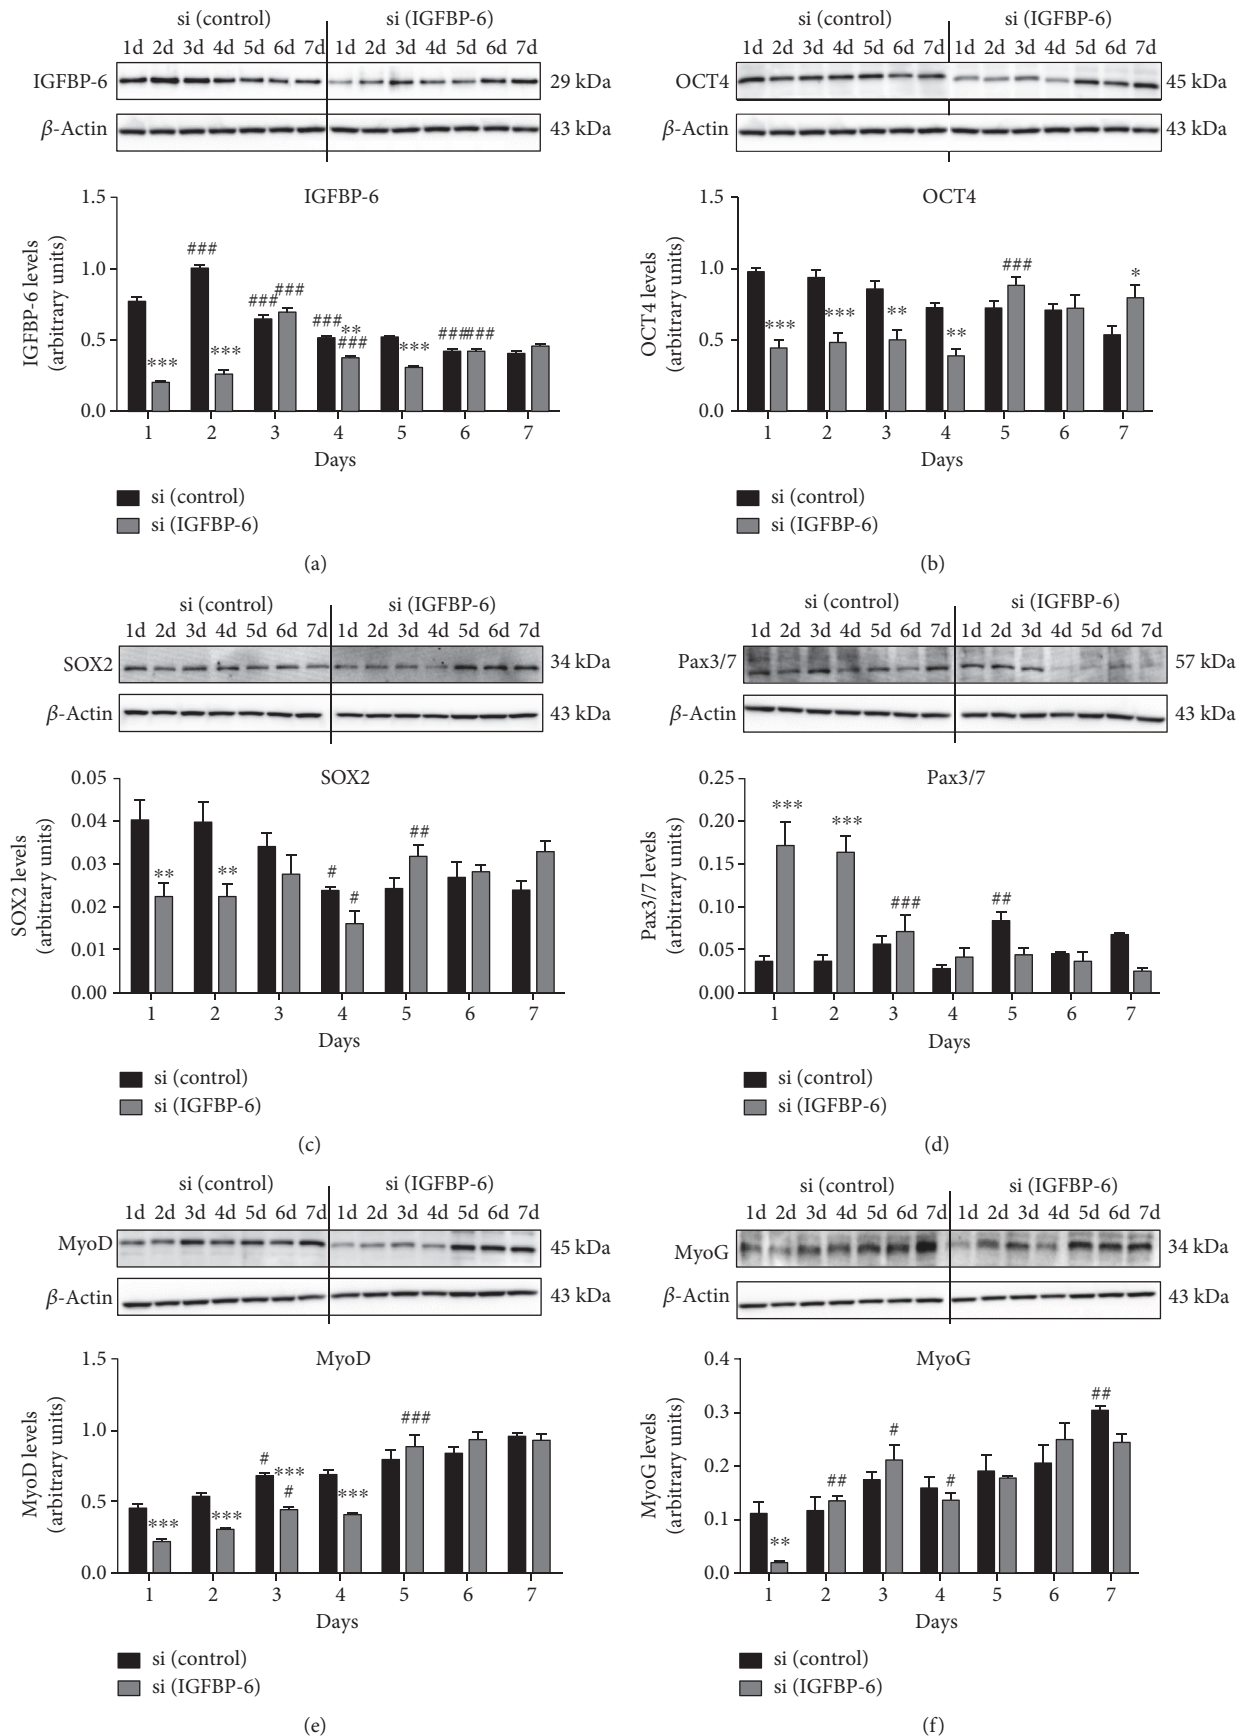 si (control) si (IGFBP-6)
1d 2d 3d 4d 5d 6d 7d 1d 2d 3d 4d 5d 6d 7d
IGFBP-6 29 kDa
β-Actin 43 kDa
IGFBP-6
1.5
1.0
0.5
0.0
IGFBP-6 levels
(arbitrary units)
*** ### *** ### ### ### ** ### *** ### ###
1 2 3 4 5 6 7
Days
si (control)
si (IGFBP-6)
(a)
si (control) si (IGFBP-6)
1d 2d 3d 4d 5d 6d 7d 1d 2d 3d 4d 5d 6d 7d
OCT4 45 kDa
β-Actin 43 kDa
OCT4
1.5
1.0
0.5
0.0
OCT4 levels
(arbitrary units)
*** *** ** ** ### *
1 2 3 4 5 6 7
Days
si (control)
si (IGFBP-6)
(b)
si (control) si (IGFBP-6)
1d 2d 3d 4d 5d 6d 7d 1d 2d 3d 4d 5d 6d 7d
SOX2 34 kDa
β-Actin 43 kDa
SOX2
0.05
0.04
0.03
0.02
0.01
0.00
SOX2 levels
(arbitrary units)
** ** # # ##
1 2 3 4 5 6 7
Days
si (control)
si (IGFBP-6)
(c)
si (control) si (IGFBP-6)
1d 2d 3d 4d 5d 6d 7d 1d 2d 3d 4d 5d 6d 7d
Pax3/7 57 kDa
β-Actin 43 kDa
Pax3/7
0.25
0.20
0.15
0.10
0.05
0.00
Pax3/7 levels
(arbitrary units)
*** *** ### ##
1 2 3 4 5 6 7
Days
si (control)
si (IGFBP-6)
(d)
si (control) si (IGFBP-6)
1d 2d 3d 4d 5d 6d 7d 1d 2d 3d 4d 5d 6d 7d
MyoD 45 kDa
β-Actin 43 kDa
MyoD
1.5
1.0
0.5
0.0
MyoD levels
(arbitrary units)
*** *** # *** # *** ###
1 2 3 4 5 6 7
Days
si (control)
si (IGFBP-6)
(e)
si (control) si (IGFBP-6)
1d 2d 3d 4d 5d 6d 7d 1d 2d 3d 4d 5d 6d 7d
MyoG 34 kDa
β-Actin 43 kDa
MyoG
0.4
0.3
0.2
0.1
0.0
MyoG levels
(arbitrary units)
** ## # # ##
1 2 3 4 5 6 7
Days
si (control)
si (IGFBP-6)
(f)